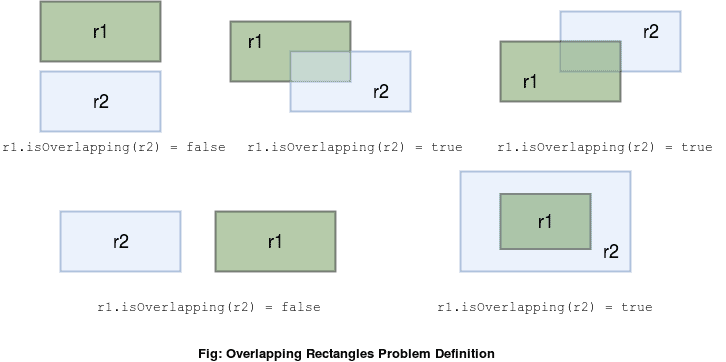 r1
r2
r1.isOverlapping(r2) = false
r1
r2
r1.isOverlapping(r2) = true
r2
r1
r1.isOverlapping(r2) = true
r2
r1
r1.isOverlapping(r2) = false
r1
r2
r1.isOverlapping(r2) = true
Fig: Overlapping Rectangles Problem Definition